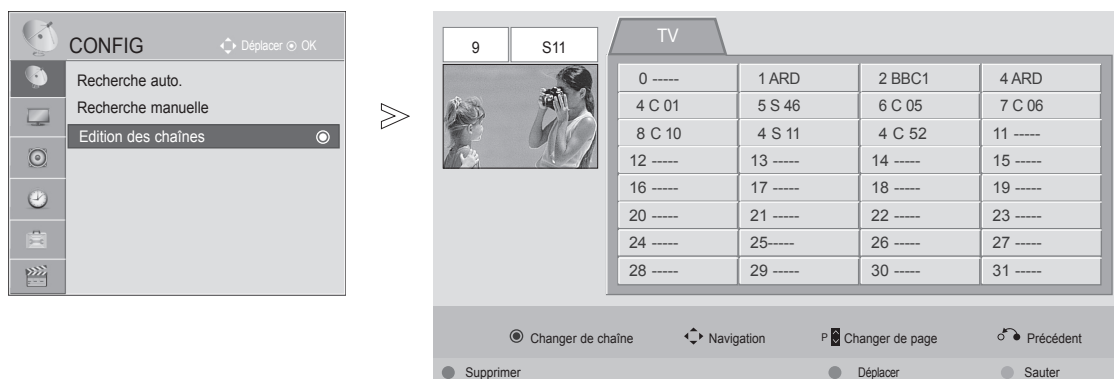 CONFIG
Déplacer OK
Recherche auto.
Recherche manuelle
Edition des chaînes
9 S11
TV
0 ----- 1 ARD 2 BBC1 4 ARD
4 C 01 5 S 46 6 C 05 7 C 06
8 C 10 4 S 11 4 C 52 11 -----
12 ----- 13 ----- 14 ----- 15 -----
16 ----- 17 ----- 18 ----- 19 -----
20 ----- 21 ----- 22 ----- 23 -----
24 ----- 25----- 26 ----- 27 -----
28 ----- 29 ----- 30 ----- 31 -----
Changer de chaîne Navigation P Changer de page Précédent
Supprimer Déplacer Sauter